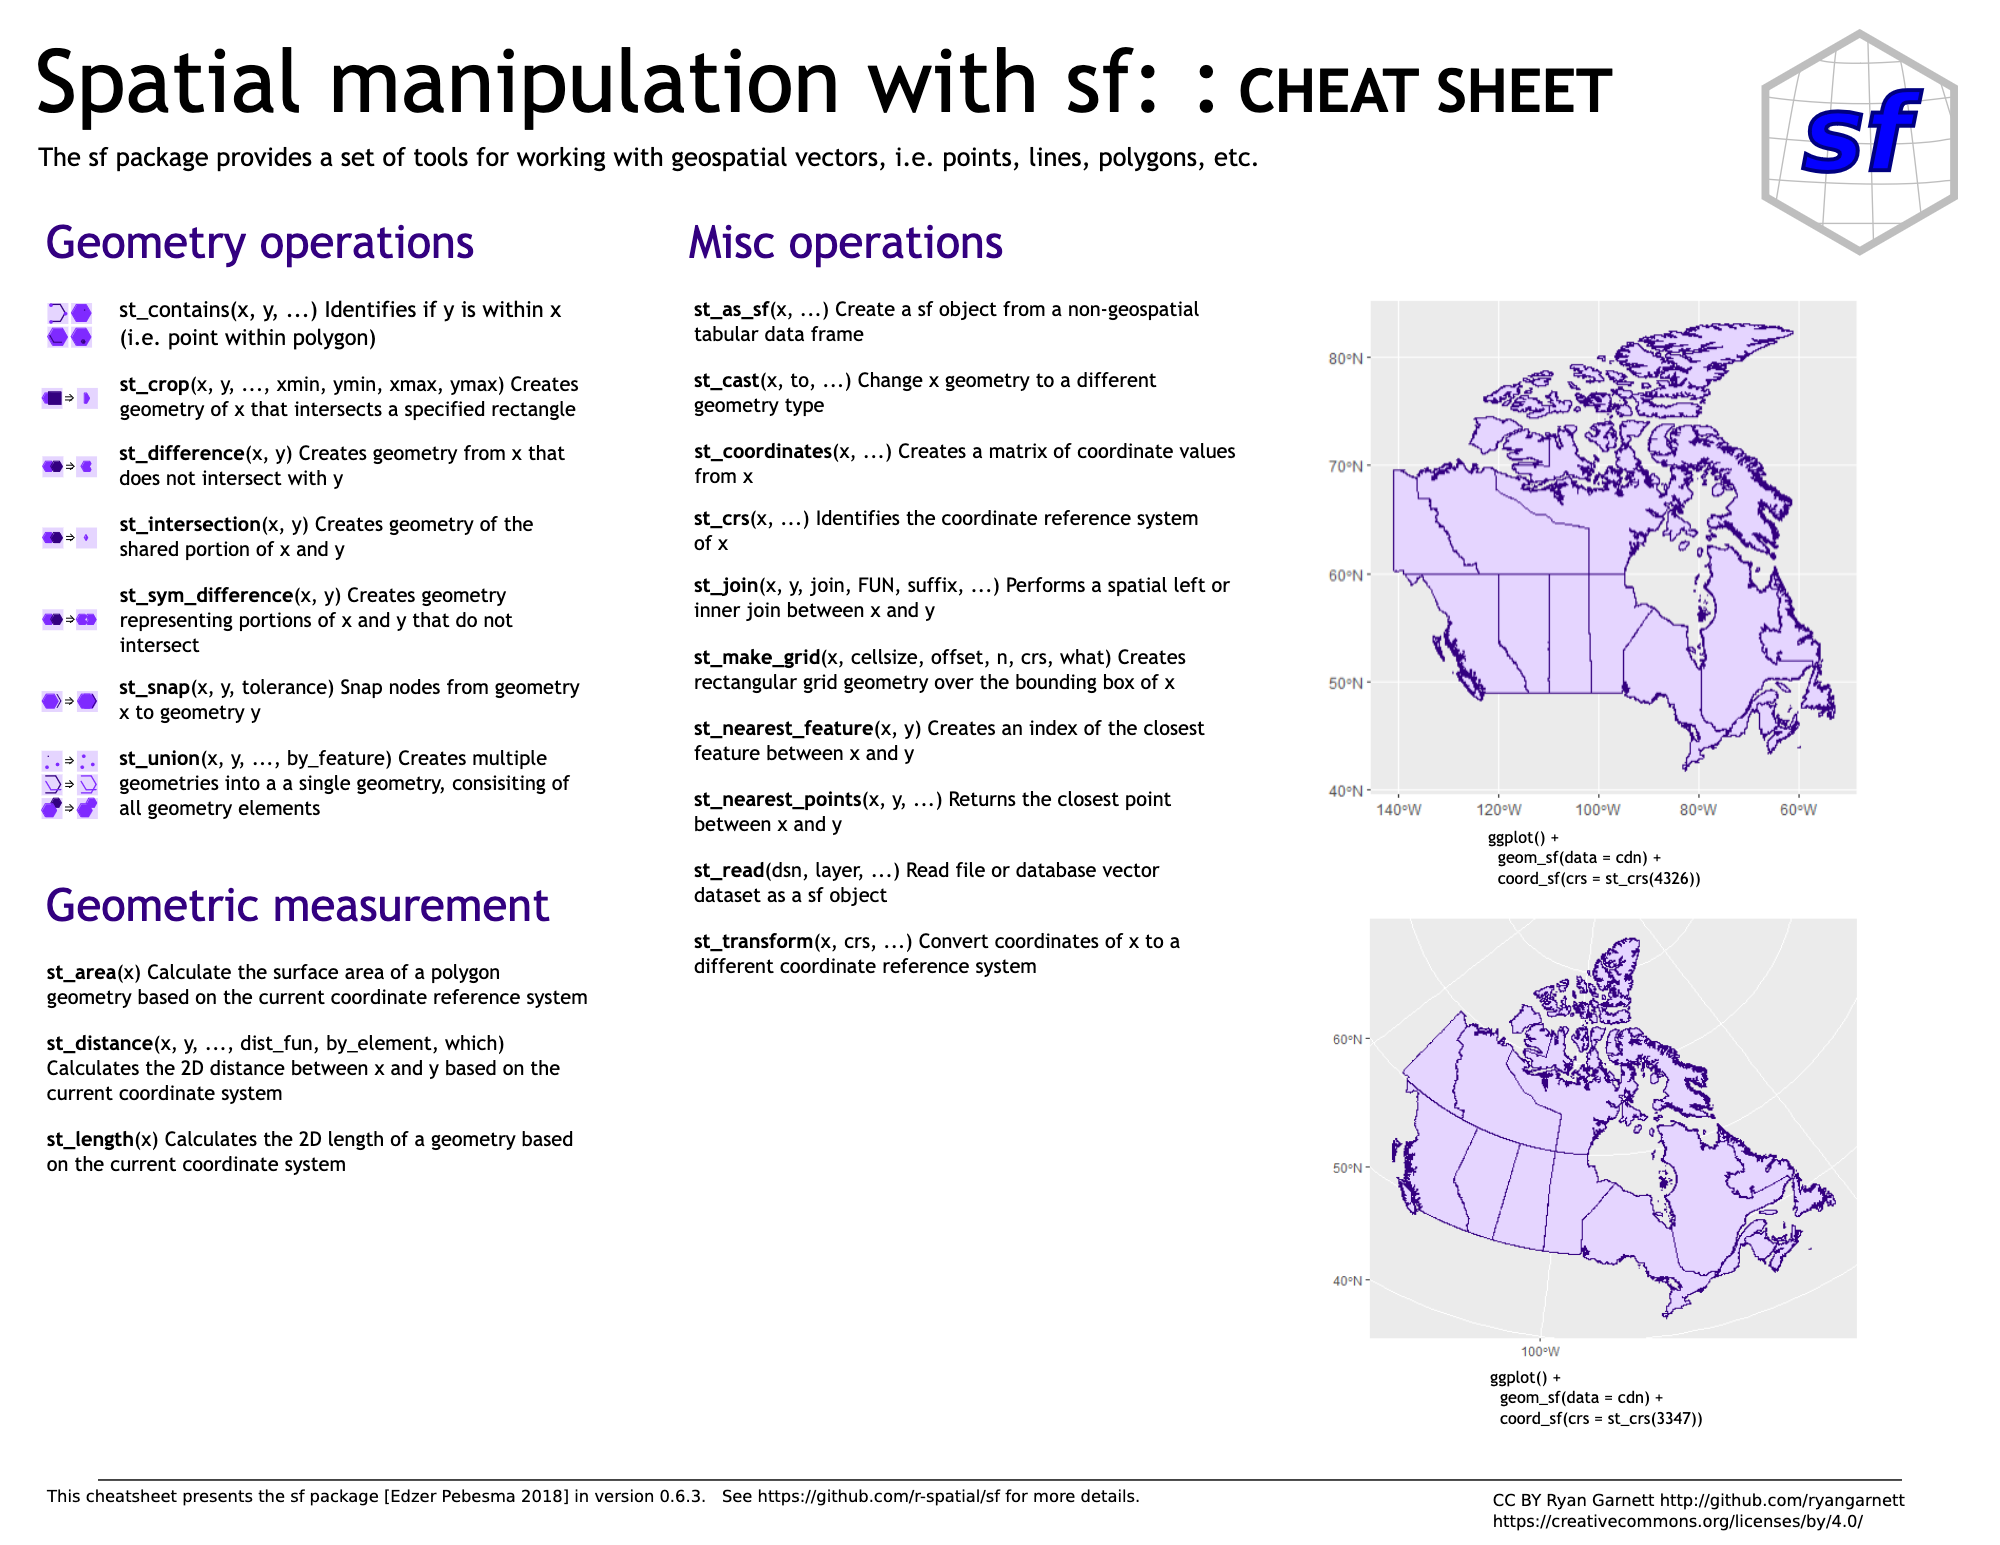 Spatial manipulation with sf: : CHEAT SHEET
The sf package provides a set of tools for working with geospatial vectors, i.e. points, lines, polygons, etc.
sf
Geometry operations
st_contains(x, y, ...) Identifies if y is within x
(i.e. point within polygon)
st_crop(x, y, ..., xmin, ymin, xmax, ymax) Creates
geometry of x that intersects a specified rectangle
st_difference(x, y) Creates geometry from x that
does not intersect with y
st_intersection(x, y) Creates geometry of the
shared portion of x and y
st_sym_difference(x, y) Creates geometry
representing portions of x and y that do not
intersect
st_snap(x, y, tolerance) Snap nodes from geometry
x to geometry y
st_union(x, y, ..., by_feature) Creates multiple
geometries into a a single geometry, consisiting of
all geometry elements
Geometric measurement
st_area(x) Calculate the surface area of a polygon
geometry based on the current coordinate reference system
st_distance(x, y, ..., dist_fun, by_element, which)
Calculates the 2D distance between x and y based on the
current coordinate system
st_length(x) Calculates the 2D length of a geometry based
on the current coordinate system
Misc operations
st_as_sf(x, ...) Create a sf object from a non-geospatial
tabular data frame
st_cast(x, to, ...) Change x geometry to a different
geometry type
st_coordinates(x, ...) Creates a matrix of coordinate values
from x
st_crs(x, ...) Identifies the coordinate reference system
of x
st_join(x, y, join, FUN, suffix, ...) Performs a spatial left or
inner join between x and y
st_make_grid(x, cellsize, offset, n, crs, what) Creates
rectangular grid geometry over the bounding box of x
st_nearest_feature(x, y) Creates an index of the closest
feature between x and y
st_nearest_points(x, y, ...) Returns the closest point
between x and y
st_read(dsn, layer, ...) Read file or database vector
dataset as a sf object
st_transform(x, crs, ...) Convert coordinates of x to a
different coordinate reference system
80°N
70°N
60°N
50°N
40°N
140°W 120°W 100°W 80°W 60°W
ggplot() +
geom_sf(data = cdn) +
coord_sf(crs = st_crs(4326))
60°N
50°N
40°N
100°W
ggplot() +
geom_sf(data = cdn) +
coord_sf(crs = st_crs(3347))
This cheatsheet presents the sf package [Edzer Pebesma 2018] in version 0.6.3. See https://github.com/r-spatial/sf for more details.
CC BY Ryan Garnett http://github.com/ryangarnett
https://creativecommons.org/licenses/by/4.0/